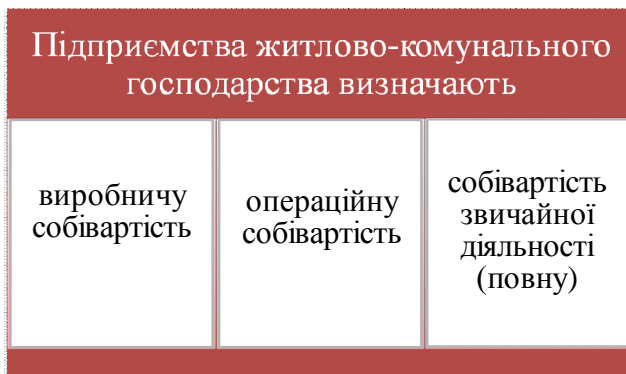 Підприємства житлово-комунального
господарства визначають
виробничу
собівартість
операційну
собівартість
собівартість
звичайної
діяльності
(повну)